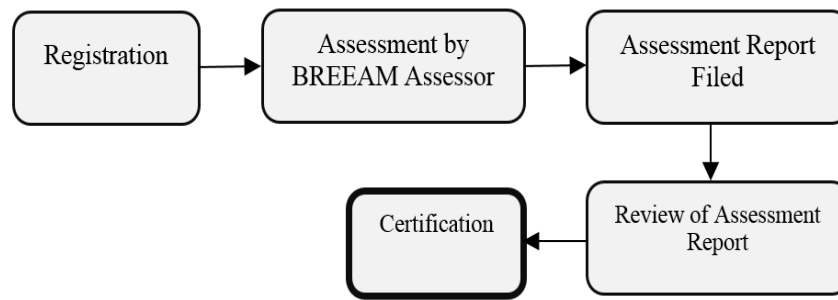 Registration
Assessment by
BREEAM Assessor
Assessment Report
Filed
Review of Assessment
Report
Certification